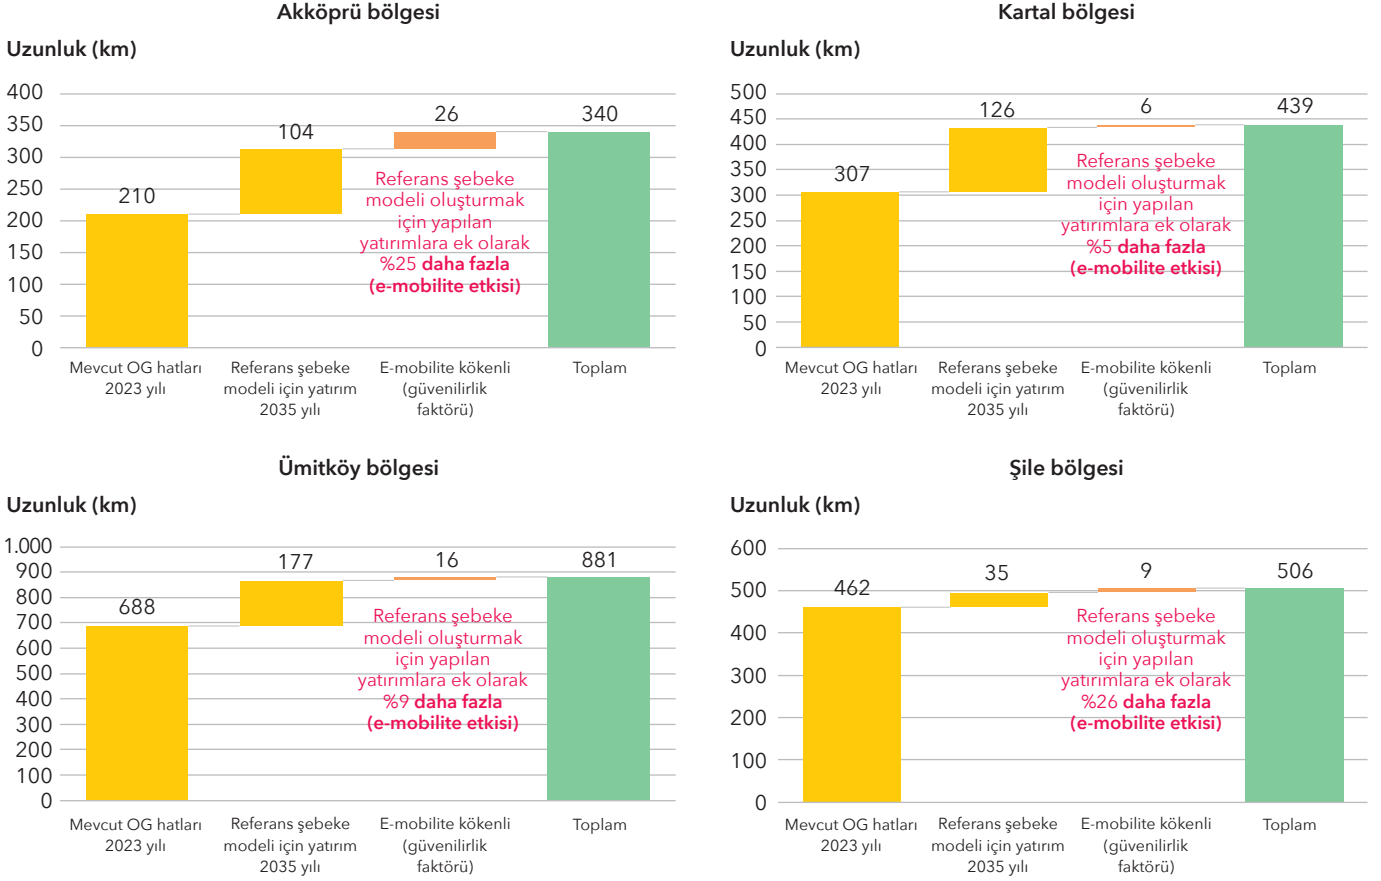 Akköprü bölgesi
Uzunluk (km)
400
350
300
250
200
150
100
50
0
210
104
26
340
Referans şebeke
modeli oluşturmak
için yapılan
yatırımlara ek olarak
%25 daha fazla
(e-mobilite etkisi)
Mevcut OG hatları
2023 yılı
Referans şebeke
modeli için yatırım
2035 yılı
E-mobilite kökenli
(güvenilirlik
faktörü)
Toplam
Kartal bölgesi
Uzunluk (km)
500
450
400
350
300
250
200
150
100
50
0
307
126
6
439
Referans şebeke
modeli oluşturmak
için yapılan
yatırımlara ek olarak
%5 daha fazla
(e-mobilite etkisi)
Mevcut OG hatları
2023 yılı
Referans şebeke
modeli için yatırım
2035 yılı
E-mobilite kökenli
(güvenilirlik
faktörü)
Toplam
Ümitköy bölgesi
Uzunluk (km)
1.000
900
800
700
600
500
400
300
200
100
0
688
177
16
881
Referans şebeke
modeli oluşturmak
için yapılan
yatırımlara ek olarak
%9 daha fazla
(e-mobilite etkisi)
Mevcut OG hatları
2023 yılı
Referans şebeke
modeli için yatırım
2035 yılı
E-mobilite kökenli
(güvenilirlik
faktörü)
Toplam
Şile bölgesi
Uzunluk (km)
600
500
400
300
200
100
0
462
35
9
506
Referans şebeke
modeli oluşturmak
için yapılan
yatırımlara ek olarak
%26 daha fazla
(e-mobilite etkisi)
Mevcut OG hatları
2023 yılı
Referans şebeke
modeli için yatırım
2035 yılı
E-mobilite kökenli
(güvenilirlik
faktörü)
Toplam